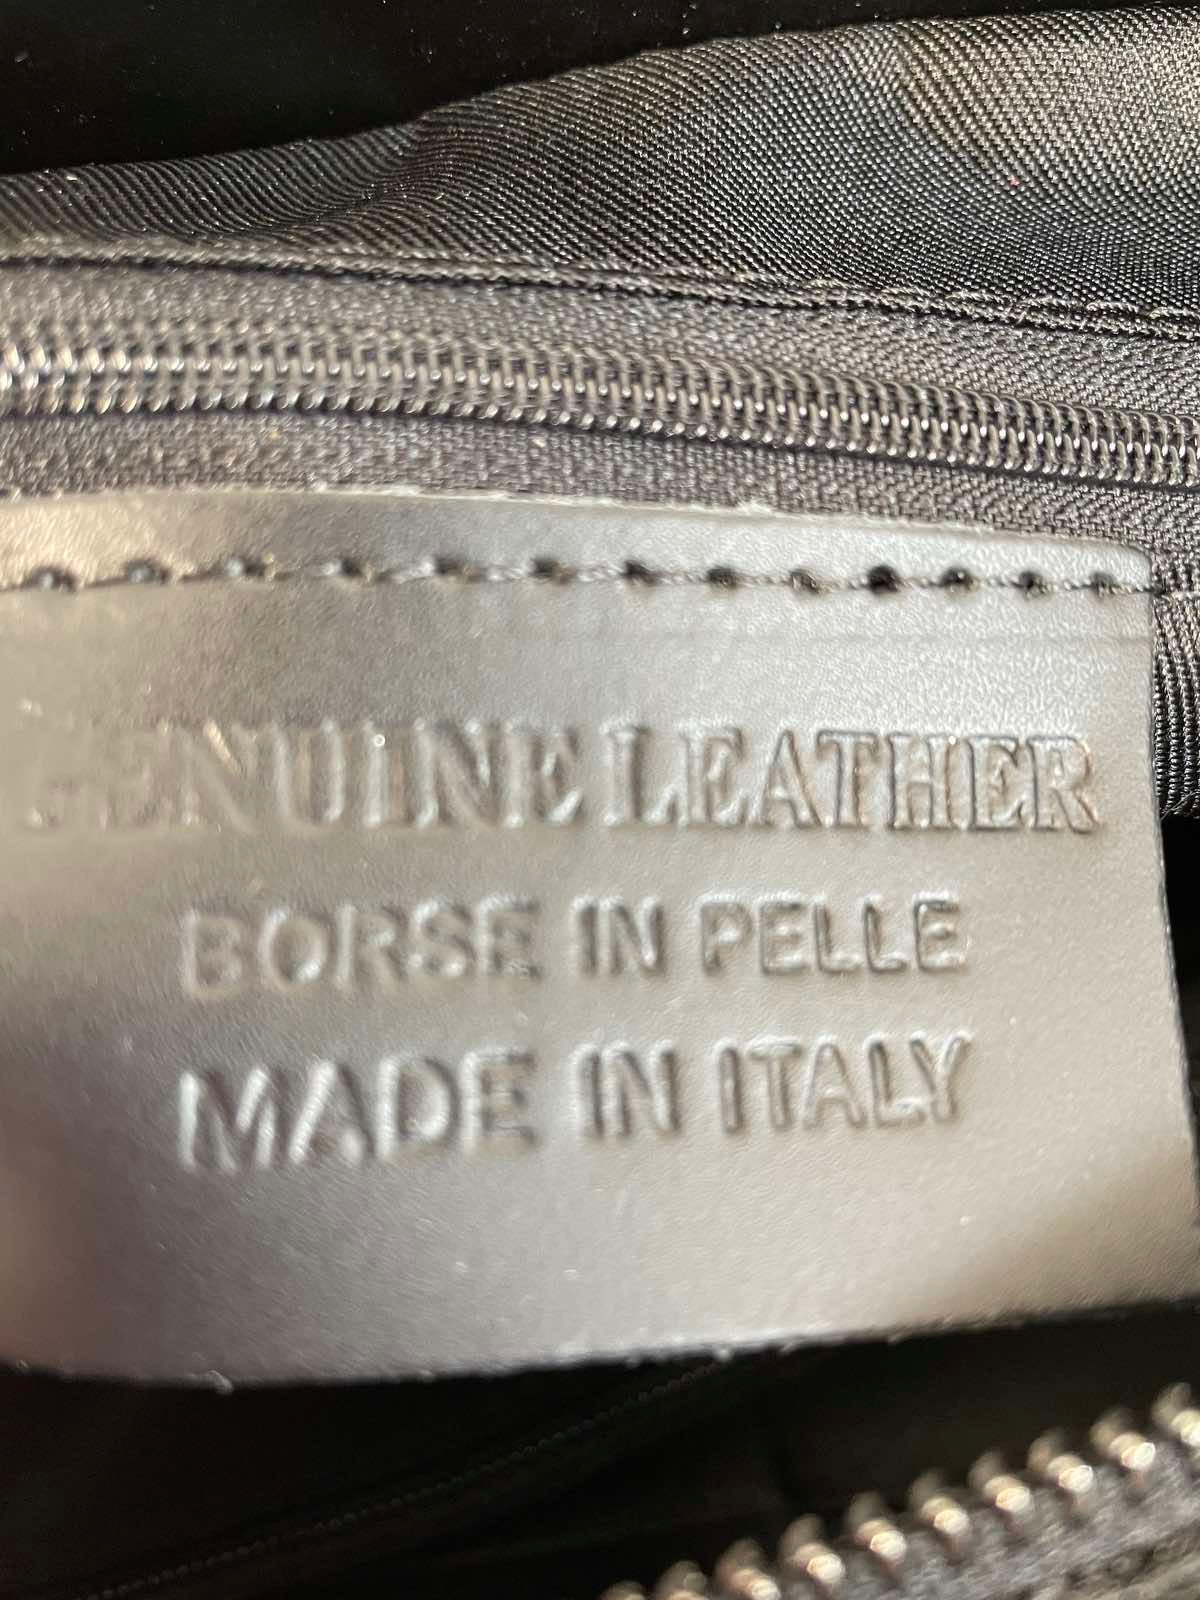 GENUINE LEATHER
BORSE IN PELLE
MADE IN ITALY